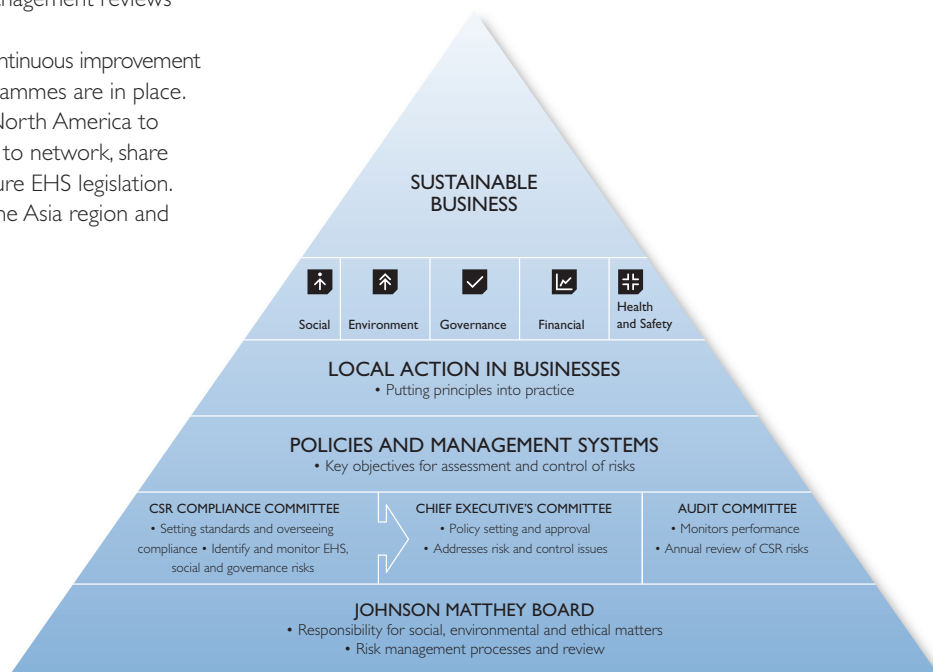 nagement reviews
ntinuous improvement
ammes are in place.
North America to
to network, share
ure EHS legislation.
ne Asia region and
SUSTAINABLE
BUSINESS
Social
Environment
Governance
Financial
Health
and Safety
LOCAL ACTION IN BUSINESSES
• Putting principles into practice
POLICIES AND MANAGEMENT SYSTEMS
• Key objectives for assessment and control of risks
CSR COMPLIANCE COMMITTEE
• Setting standards and overseeing
compliance • Identify and monitor EHS,
social and governance risks
CHIEF EXECUTIVE'S COMMITTEE
• Policy setting and approval
• Addresses risk and control issues
AUDIT COMMITTEE
• Monitors performance
• Annual review of CSR risks
JOHNSON MATTHEY BOARD
• Responsibility for social, environmental and ethical matters
• Risk management processes and review